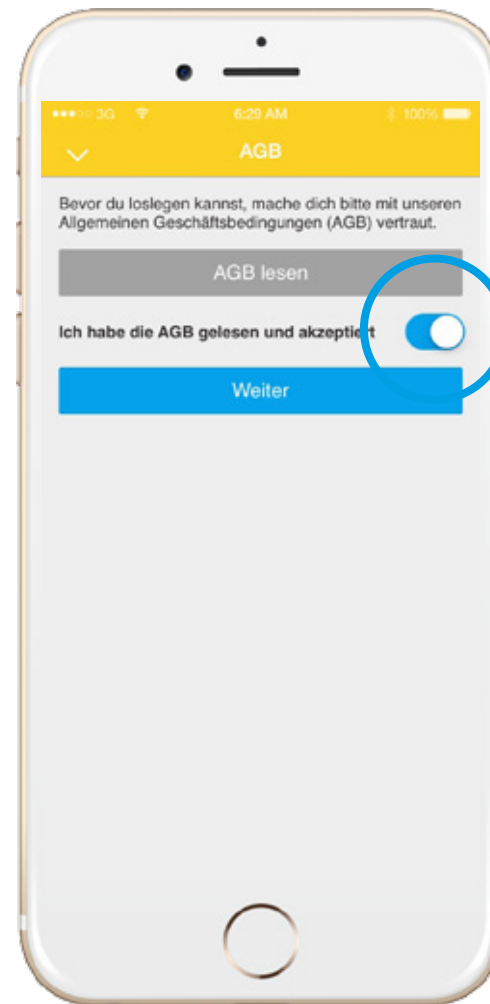 3G 6:29 AM 100%
AGB
Bevor du loslegen kannst, mache dich bitte mit unseren
Allgemeinen Geschäftsbedingungen (AGB) vertraut.
AGB lesen
Ich habe die AGB gelesen und akzeptiert
Weiter